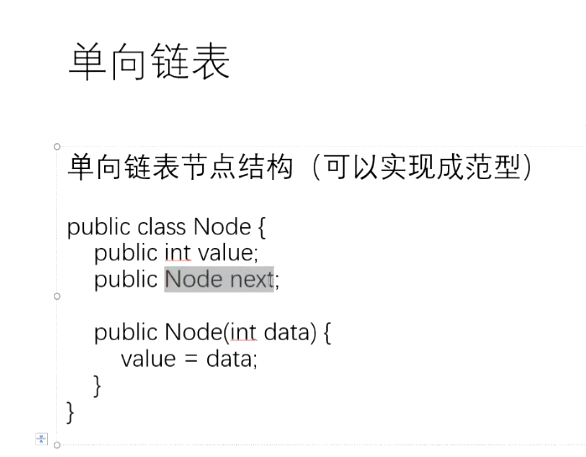 单向链表
单向链表节点结构（可以实现成范型）
public class Node {
public int value;
public Node next;
public Node(int data) {
value = data;
}
}